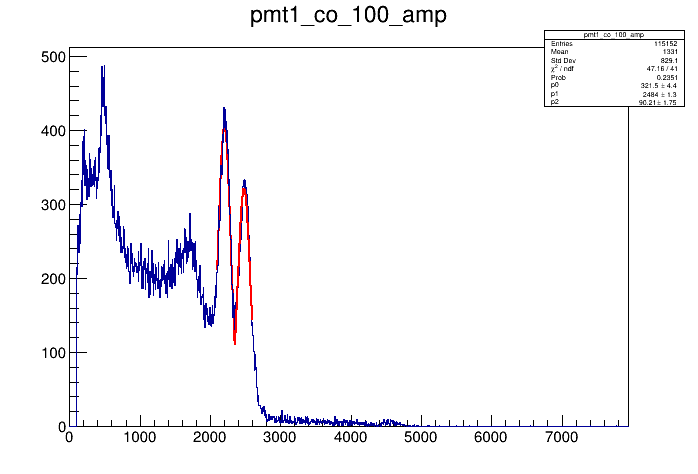 pmt1_co_100_amp
pmt1_co_100_amp
Entries 115152
Mean 1331
Std Dev 829.1
χ² / ndf 47.16 / 41
Prob 0.2351
p0 321.5 ± 4.4
p1 2484 ± 1.3
p2 90.21 ± 1.75
500
400
300
200
100
0
0 1000 2000 3000 4000 5000 6000 7000